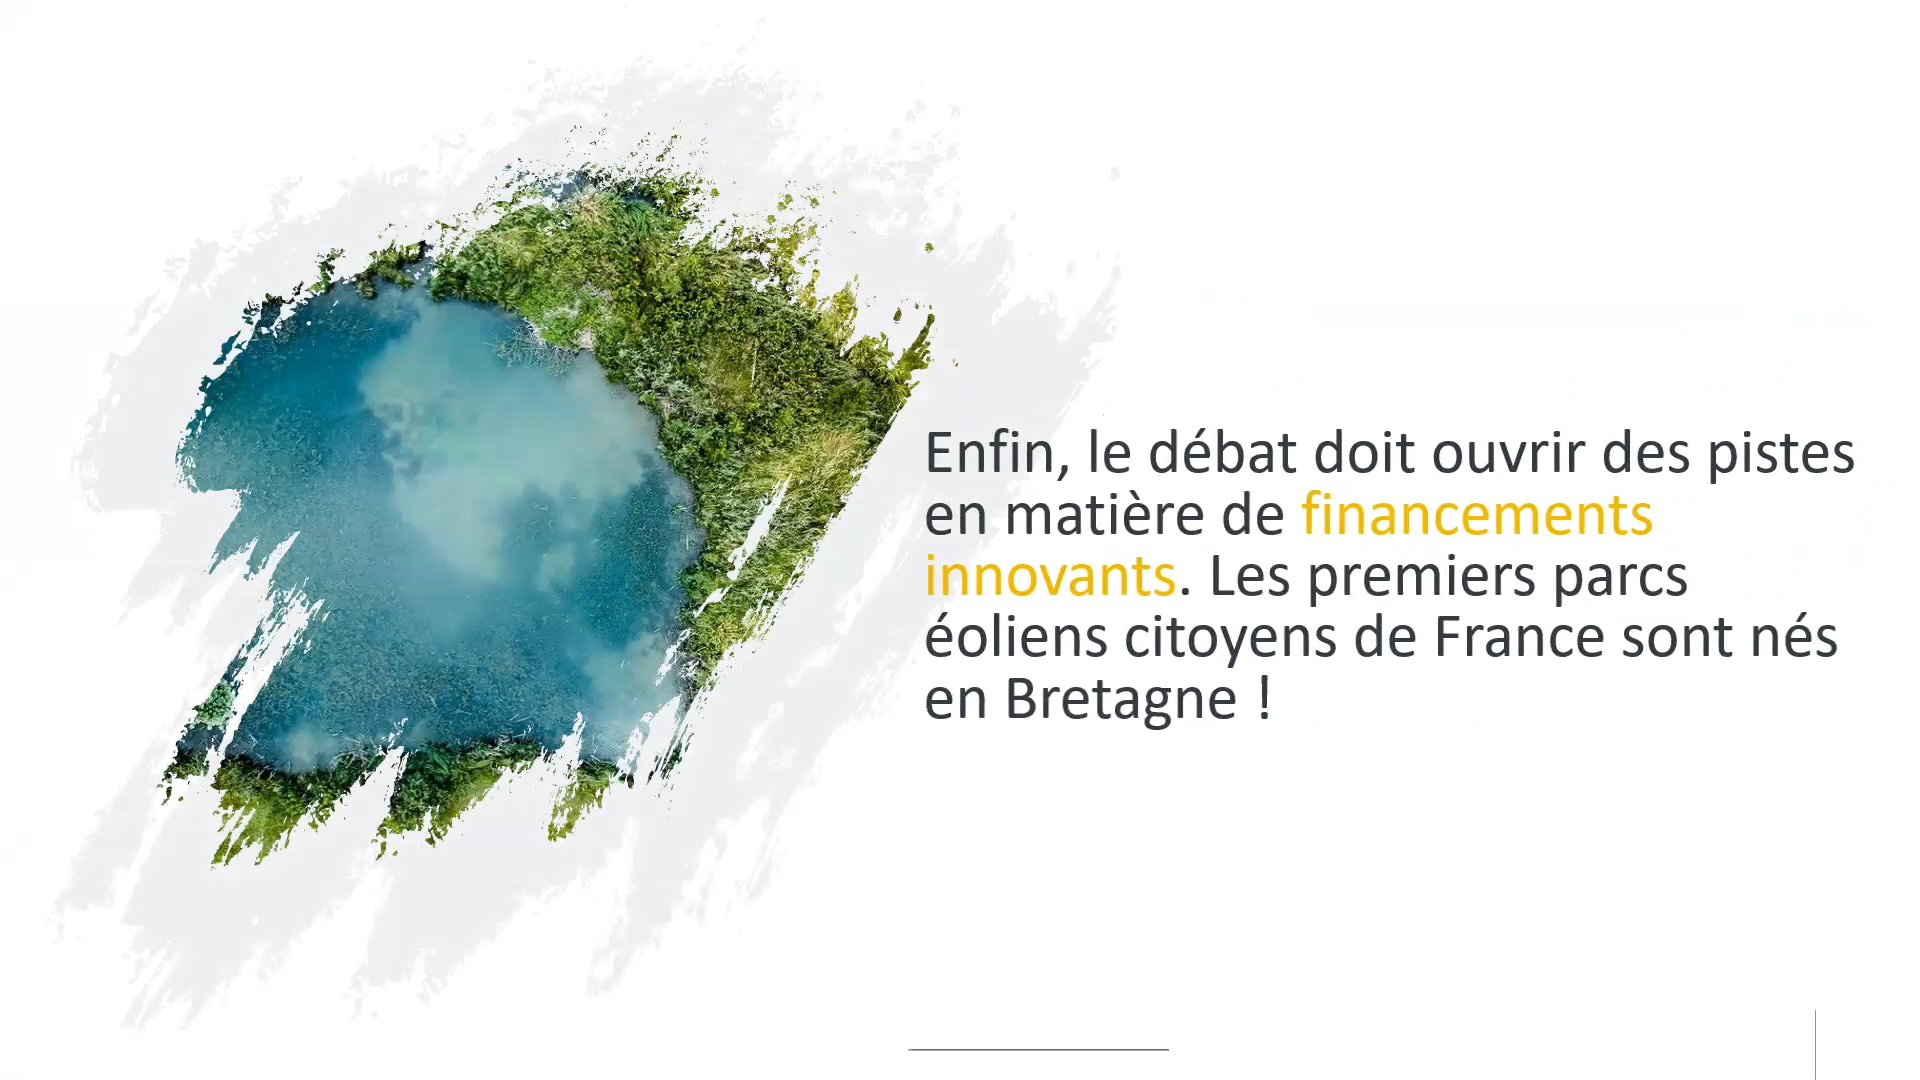 Enfin, le débat doit ouvrir des pistes
en matière de financements
innovants. Les premiers parcs
éoliens citoyens de France sont nés
en Bretagne !